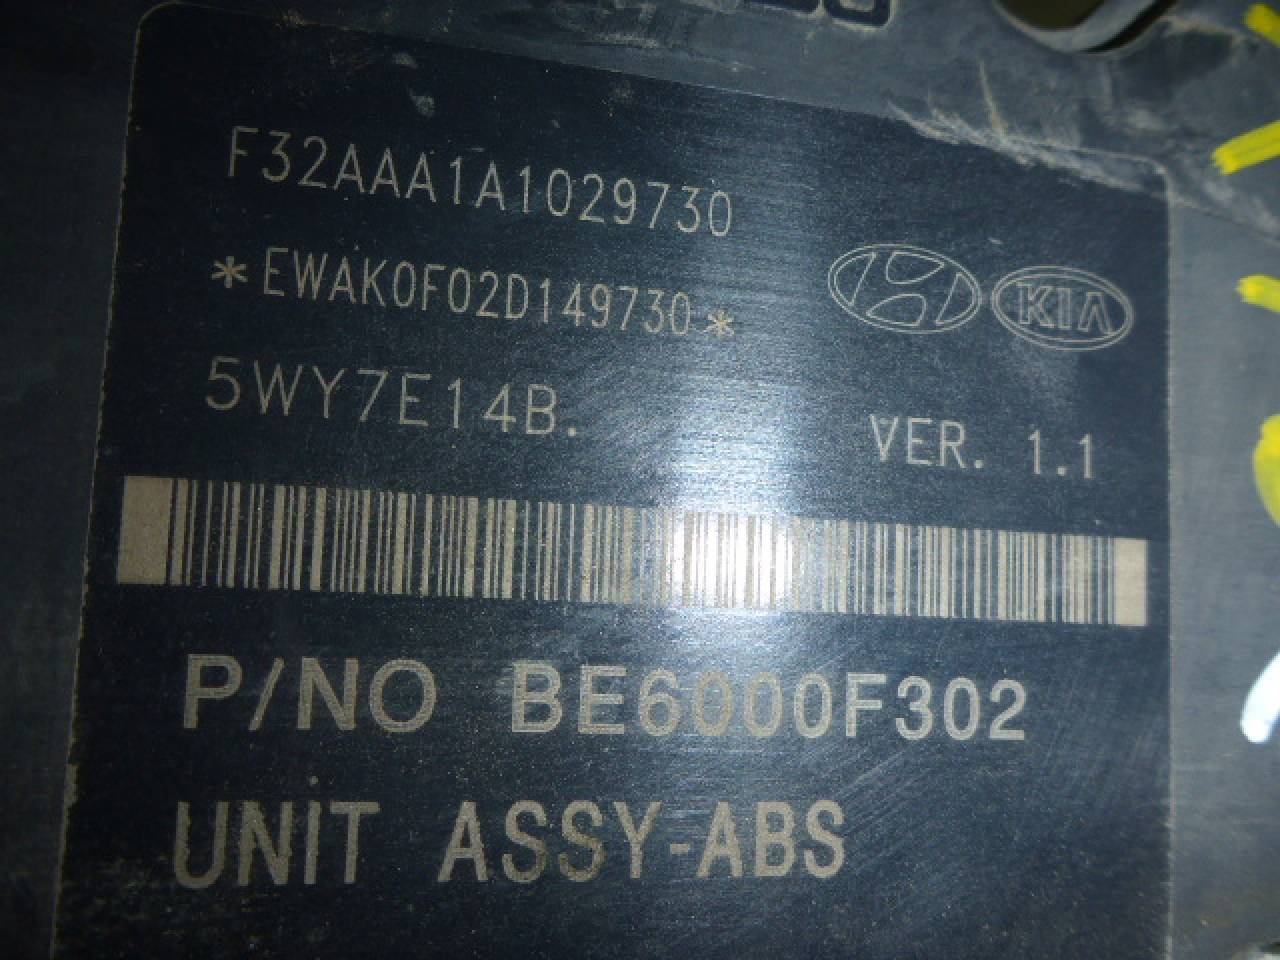 F32AAA1A1029730
*EWAK0F02D149730*
KIA
5WY7E14B.
VER. 1.1
P/NO BE6000F302
UNIT ASSY-ABS